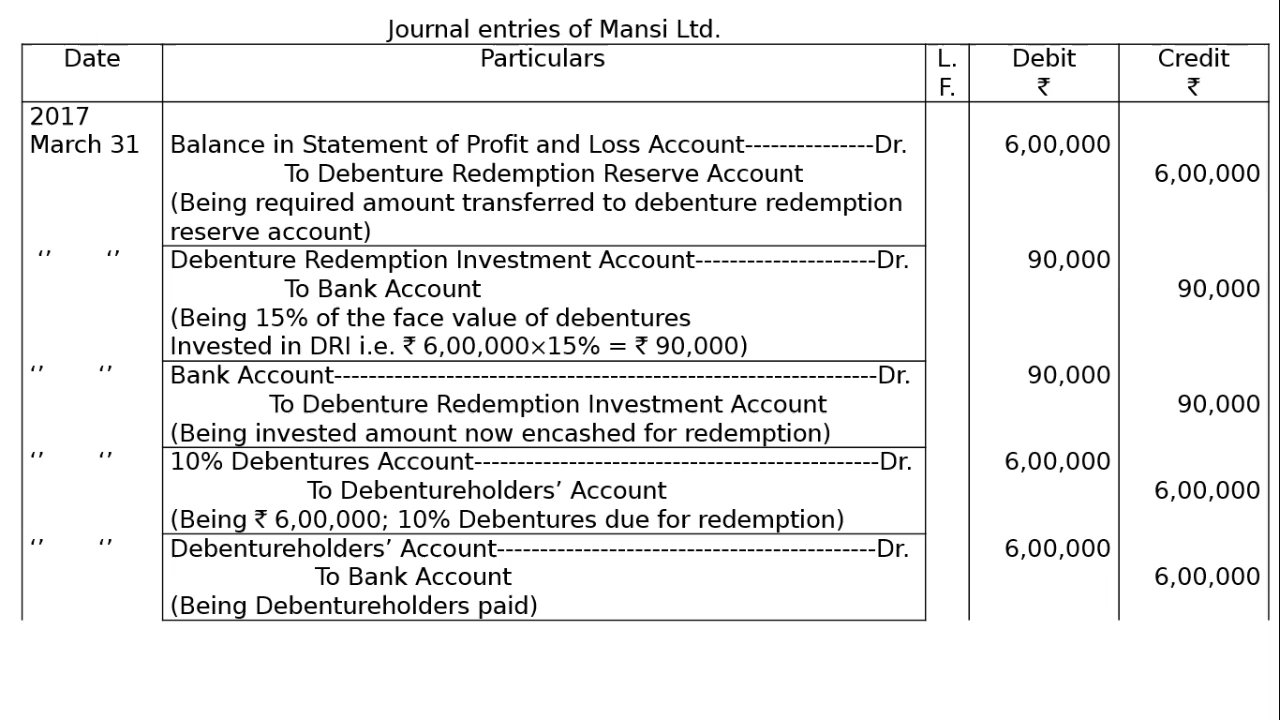 Journal entries of Mansi Ltd.
Date Particulars L. Debit Credit
F. ₹ ₹
2017
March 31 Balance in Statement of Profit and Loss Account---------------Dr. 6,00,000
To Debenture Redemption Reserve Account 6,00,000
(Being required amount transferred to debenture redemption
reserve account)
‘’ ‘’ Debenture Redemption Investment Account---------------------Dr. 90,000
To Bank Account 90,000
(Being 15% of the face value of debentures
Invested in DRI i.e. ₹ 6,00,000×15% = ₹ 90,000)
‘’ ‘’ Bank Account---------------------------------------------------------------Dr. 90,000
To Debenture Redemption Investment Account 90,000
(Being invested amount now encashed for redemption)
‘’ ‘’ 10% Debentures Account-----------------------------------------------Dr. 6,00,000
To Debentureholders’ Account 6,00,000
(Being ₹ 6,00,000; 10% Debentures due for redemption)
‘’ ‘’ Debentureholders’ Account--------------------------------------------Dr. 6,00,000
To Bank Account 6,00,000
(Being Debentureholders paid)